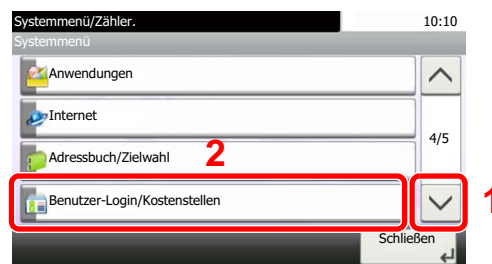 Systemmenü/Zähler. 10:10
Systemmenü
Anwendungen
Internet
4/5
Adressbuch/Zielwahl 2
Benutzer-Login/Kostenstellen
1
Schließen